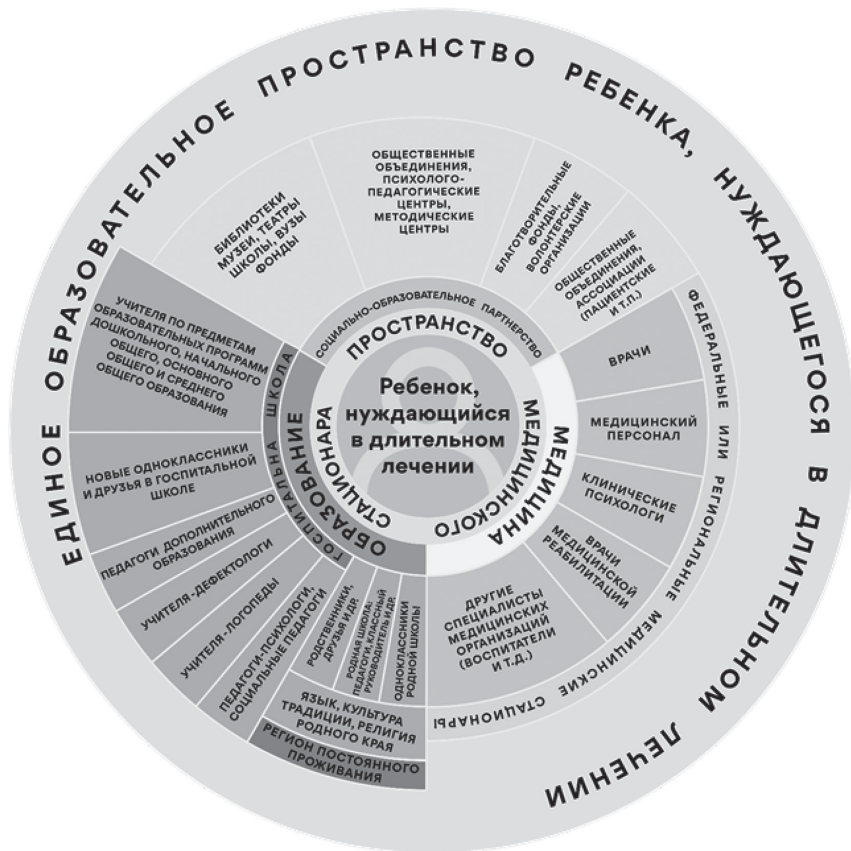 ЕДИНОЕ ОБРАЗОВАТЕЛЬНОЕ ПРОСТРАНСТВО РЕБЕНКА, НУЖДАЮЩЕГОСЯ В ДЛИТЕЛЬНОМ ЛЕЧЕНИИ
БИБЛИОТЕКИ
МУЗЕИ, ТЕАТРЫ
ШКОЛЫ, ВУЗЫ
ФОНДЫ
ОБЩЕСТВЕННЫЕ
ОБЪЕДИНЕНИЯ,
ПСИХОЛОГО-
ПЕДАГОГИЧЕСКИЕ
ЦЕНТРЫ,
МЕТОДИЧЕСКИЕ
ЦЕНТРЫ
БЛАГОТВОРИТЕЛЬНЫЕ
ФОНДЫ,
ВОЛОНТЕРСКИЕ
ОРГАНИЗАЦИИ
ОБЩЕСТВЕННЫЕ
ОБЪЕДИНЕНИЯ,
АССОЦИАЦИИ
(ПАЦИЕНТСКИЕ
И Т.П.)
СОЦИАЛЬНО-ОБРАЗОВАТЕЛЬНОЕ ПАРТНЕРСТВО
ПРОСТРАНСТВО
МЕДИЦИНСКОГО
СТАЦИОНАРА
Ребенок,
нуждающийся
в длительном
лечении
МЕДИЦИНА
ФЕДЕРАЛЬНЫЕ ИЛИ РЕГИОНАЛЬНЫЕ МЕДИЦИНСКИЕ СТАЦИОНАРЫ
ВРАЧИ
МЕДИЦИНСКИЙ
ПЕРСОНАЛ
КЛИНИЧЕСКИЕ
ПСИХОЛОГИ
ВРАЧИ
МЕДИЦИНСКОЙ
РЕАБИЛИТАЦИИ
ДРУГИЕ
СПЕЦИАЛИСТЫ
МЕДИЦИНСКИХ
ОРГАНИЗАЦИЙ
(ВОСПИТАТЕЛИ
И Т.Д.)
ОБРАЗОВАНИЕ
ГОСПИТАЛЬНА ШКОЛА
УЧИТЕЛЯ ПО ПРЕДМЕТАМ
ОБРАЗОВАТЕЛЬНЫХ ПРОГРАММ
ДОШКОЛЬНОГО, НАЧАЛЬНОГО
ОБЩЕГО, ОСНОВНОГО
ОБЩЕГО И СРЕДНЕГО
ОБЩЕГО ОБРАЗОВАНИЯ
НОВЫЕ ОДНОКЛАССНИКИ
И ДРУЗЬЯ В ГОСПИТАЛЬНОЙ
ШКОЛЕ
ПЕДАГОГИ ДОПОЛНИТЕЛЬНОГО
ОБРАЗОВАНИЯ
УЧИТЕЛЯ-ДЕФЕКТОЛОГИ
УЧИТЕЛЯ-ЛОГОПЕДЫ
ПЕДАГОГИ-ПСИХОЛОГИ,
СОЦИАЛЬНЫЕ ПЕДАГОГИ
РОДСТВЕННИКИ,
ДРУЗЬЯ И ДР.
РОДНАЯ ШКОЛА:
ПЕДАГОГИ, КЛАССНЫЙ
РУКОВОДИТЕЛЬ И ДР.
ОДНОКЛАССНИКИ
РОДНОЙ ШКОЛЫ
ЯЗЫК, КУЛЬТУРА
ТРАДИЦИИ, РЕЛИГИЯ
РОДНОГО КРАЯ
РЕГИОН ПОСТОЯННОГО
ПРОЖИВАНИЯ